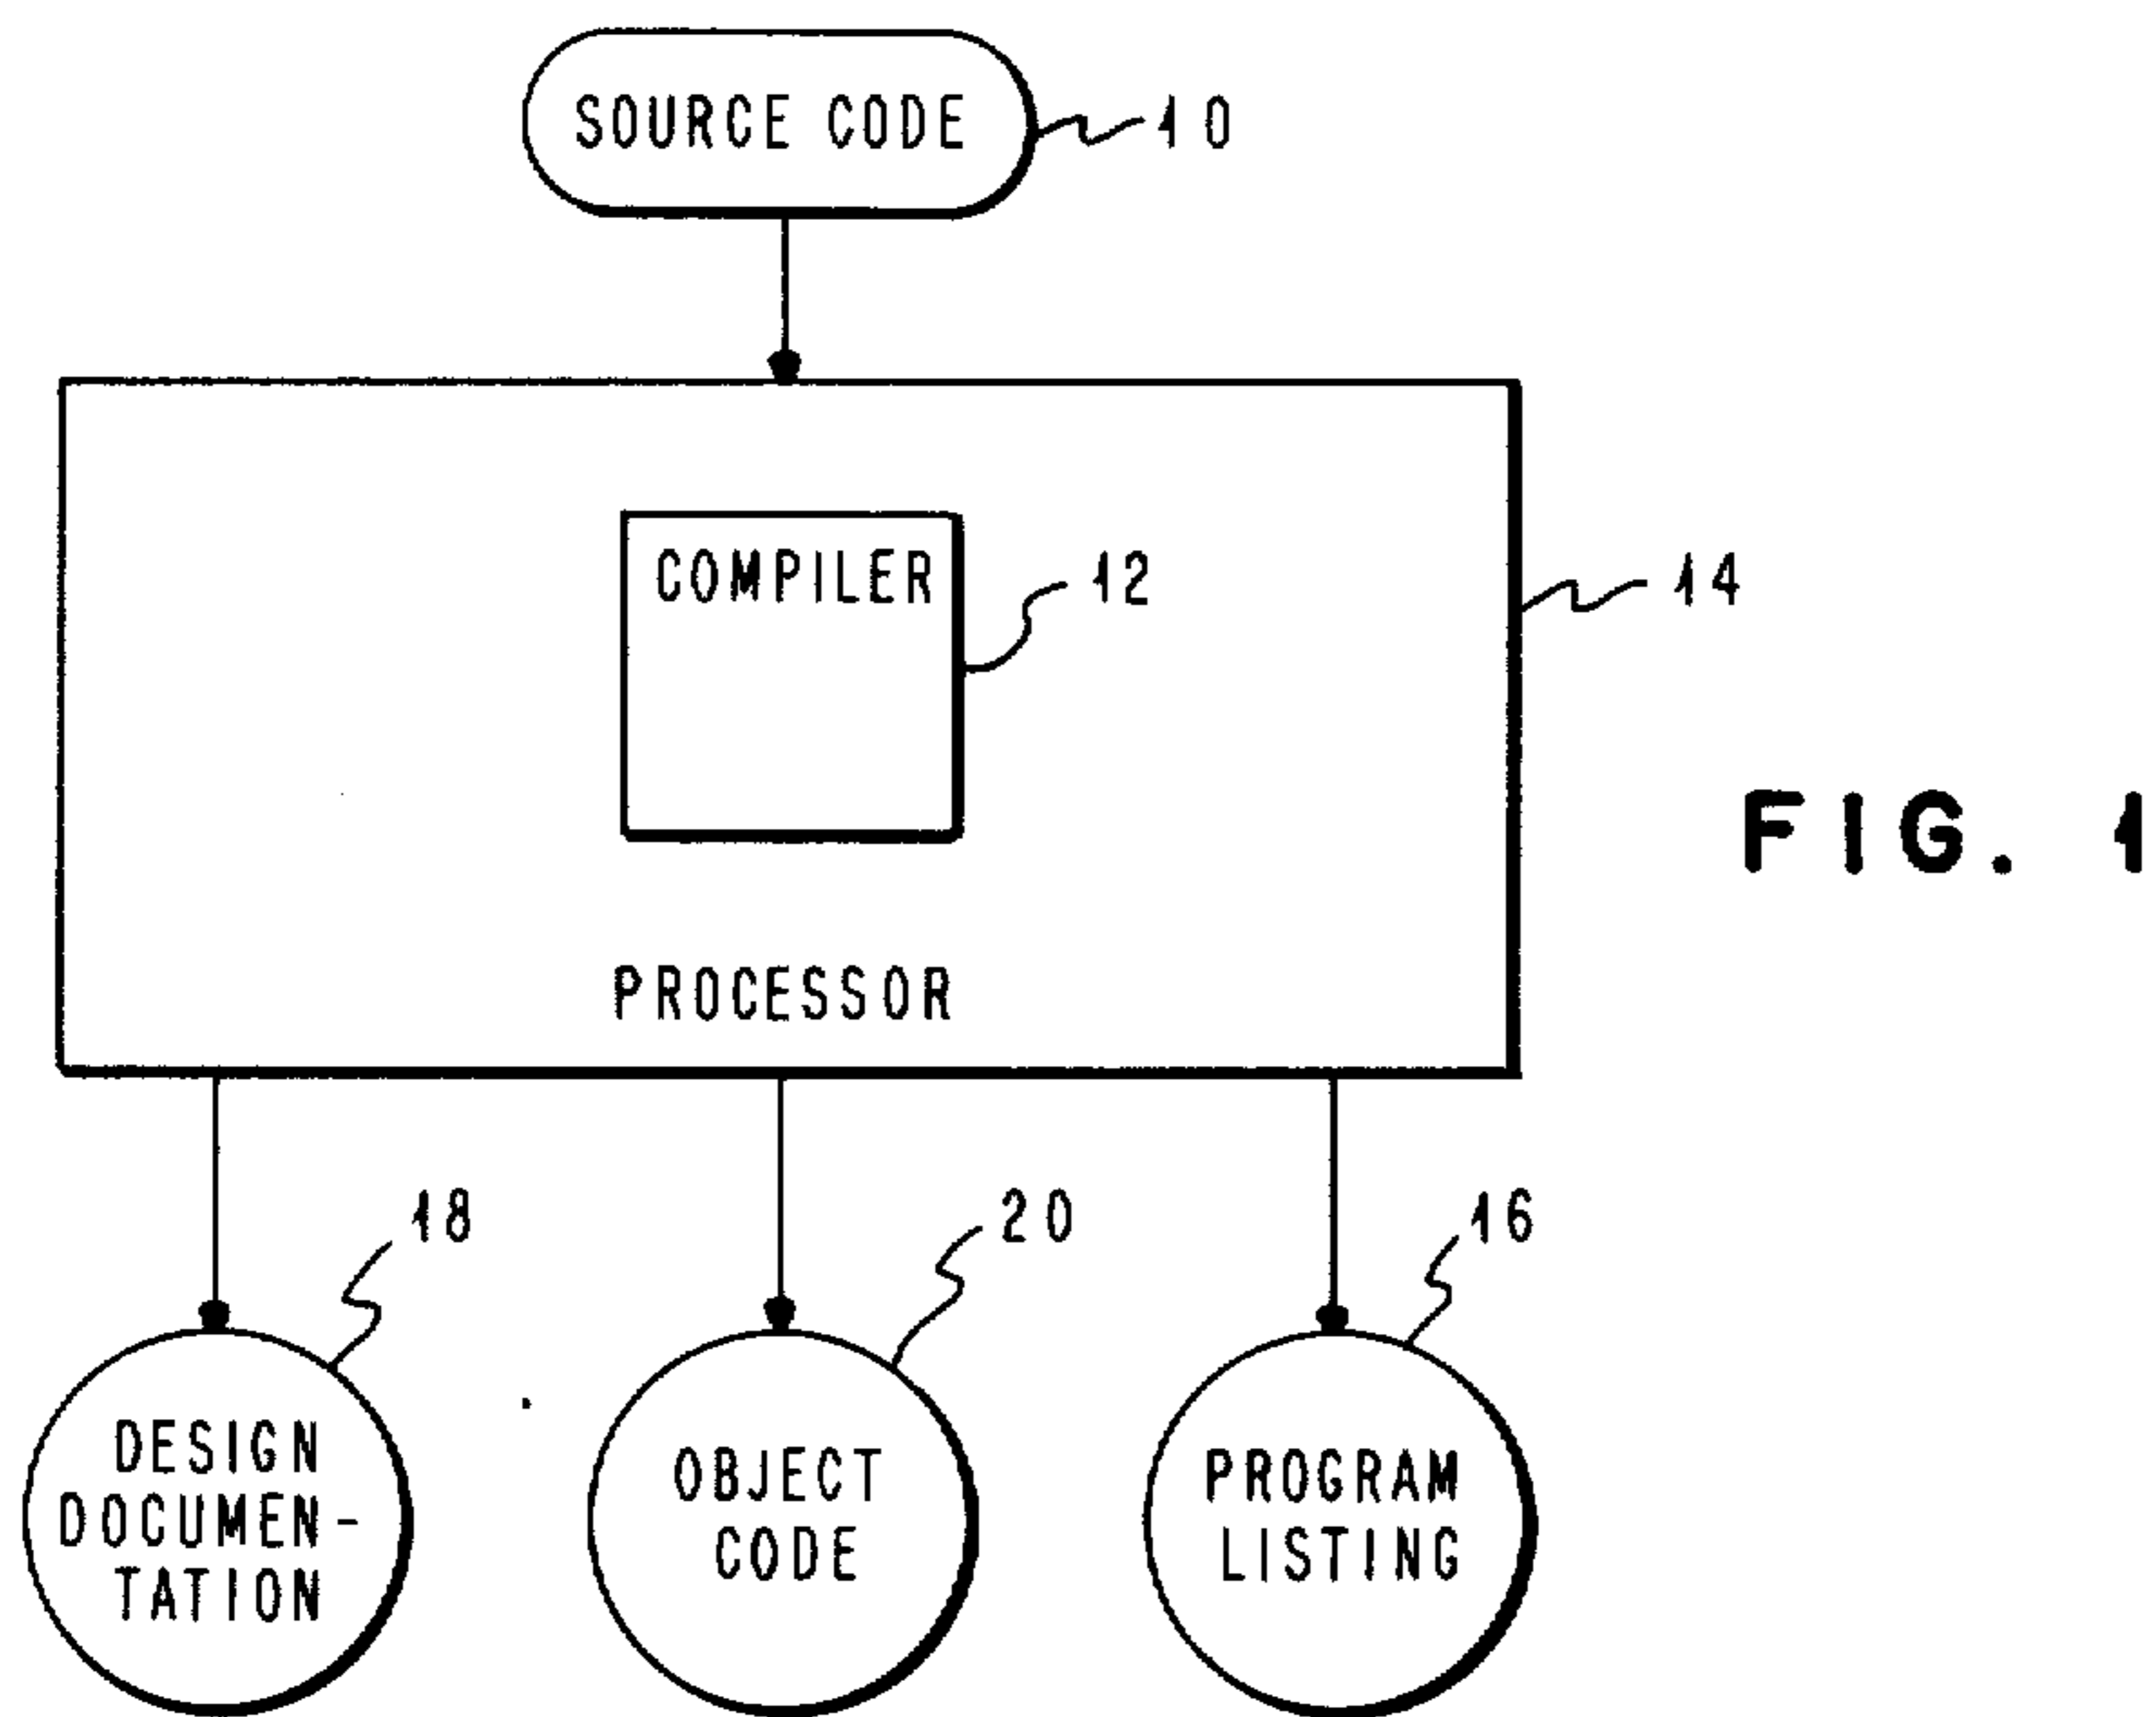 SOURCE CODE
10
COMPILER
12
14
FIG. 1
PROCESSOR
18
20
16
DESIGN
DOCUMEN-
TATION
OBJECT
CODE
PROGRAM
LISTING